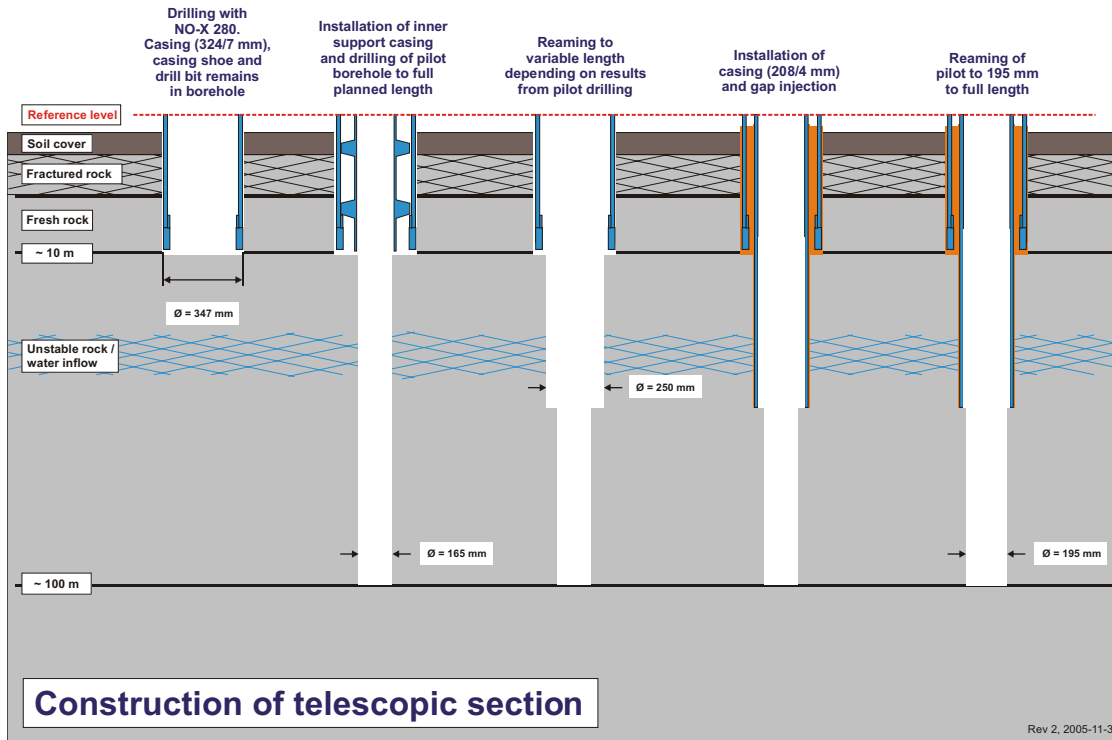 Drilling with
NO-X 280.
Casing (324/7 mm),
casing shoe and
drill bit remains
in borehole
Installation of inner
support casing
and drilling of pilot
borehole to full
planned length
Reaming to
variable length
depending on results
from pilot drilling
Installation of
casing (208/4 mm)
and gap injection
Reaming of
pilot to 195 mm
to full length
Reference level
Soil cover
Fractured rock
Fresh rock
~ 10 m
Ø = 347 mm
Unstable rock /
water inflow
Ø = 250 mm
Ø = 165 mm
Ø = 195 mm
~ 100 m
Construction of telescopic section
Rev 2, 2005-11-3